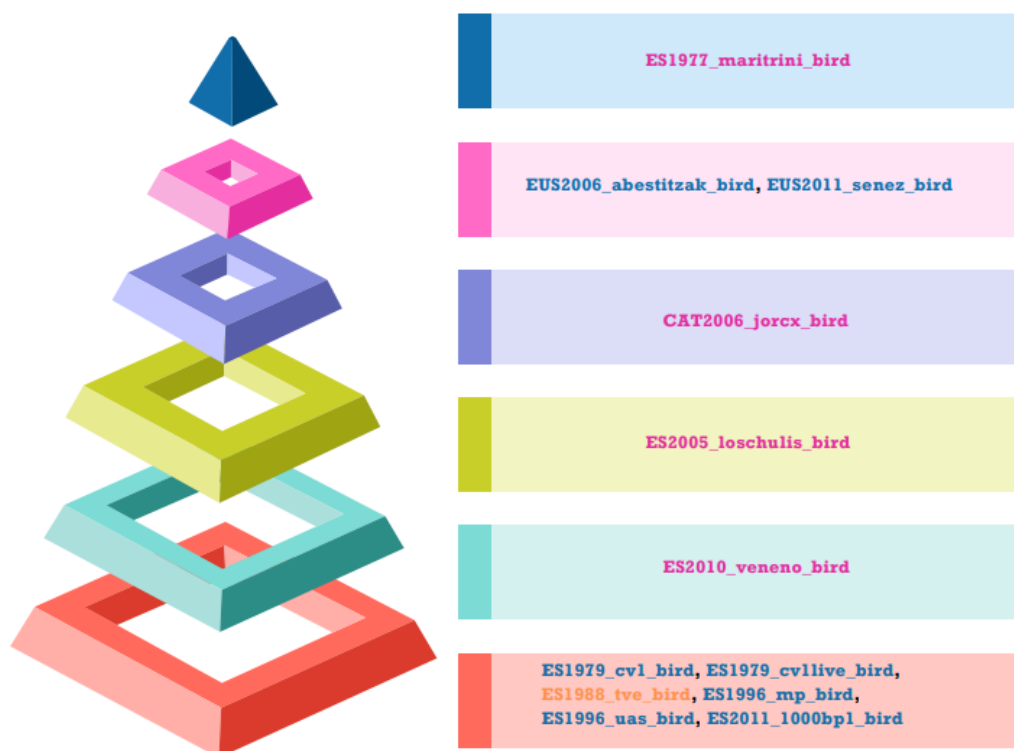 ES1977_maritrini_bird
EUS2006_abestitzak_bird, EUS2011_senez_bird
CAT2006_jorcx_bird
ES2005_loschulis_bird
ES2010_veneno_bird
ES1979_cv1_bird, ES1979_cv1live_bird,
ES1988_tve_bird, ES1996_mp_bird,
ES1996_uas_bird, ES2011_1000bp1_bird